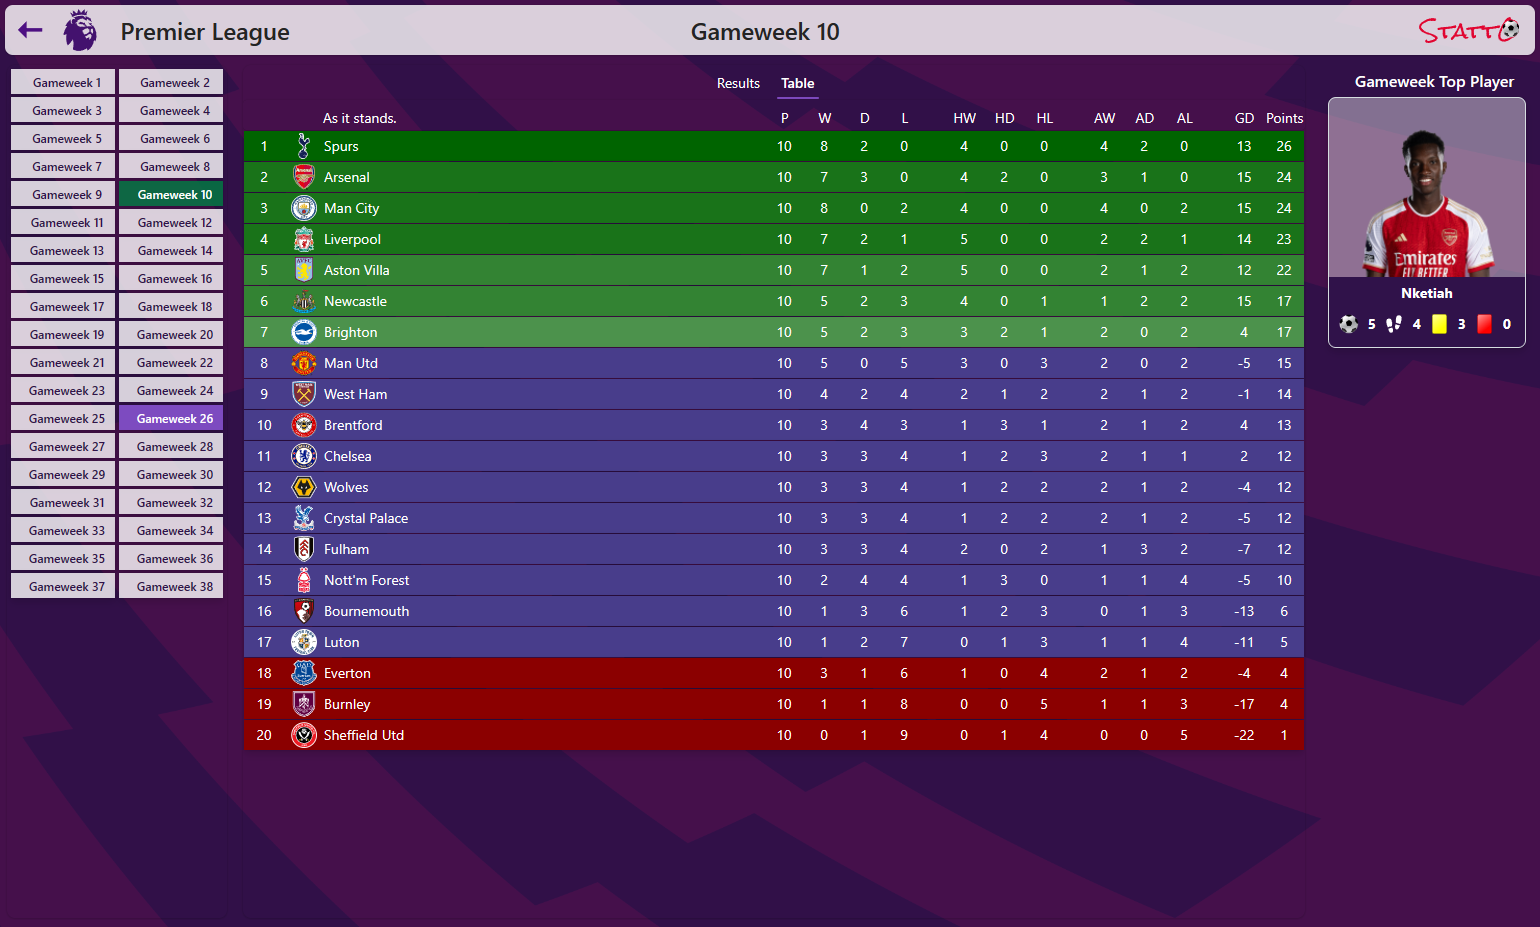 Premier League
Gameweek 10
STATTO
Gameweek 1 Gameweek 2
Gameweek 3 Gameweek 4
Gameweek 5 Gameweek 6
Gameweek 7 Gameweek 8
Gameweek 9 Gameweek 10
Gameweek 11 Gameweek 12
Gameweek 13 Gameweek 14
Gameweek 15 Gameweek 16
Gameweek 17 Gameweek 18
Gameweek 19 Gameweek 20
Gameweek 21 Gameweek 22
Gameweek 23 Gameweek 24
Gameweek 25 Gameweek 26
Gameweek 27 Gameweek 28
Gameweek 29 Gameweek 30
Gameweek 31 Gameweek 32
Gameweek 33 Gameweek 34
Gameweek 35 Gameweek 36
Gameweek 37 Gameweek 38
Results Table
As it stands. P W D L HW HD HL AW AD AL GD Points
1 Spurs 10 8 2 0 4 0 0 4 2 0 13 26
2 Arsenal 10 7 3 0 4 2 0 3 1 0 15 24
3 Man City 10 8 0 2 4 0 0 4 0 2 15 24
4 Liverpool 10 7 2 1 5 0 0 2 2 1 14 23
5 Aston Villa 10 7 1 2 5 0 0 2 1 2 12 22
6 Newcastle 10 5 2 3 4 0 1 1 2 2 15 17
7 Brighton 10 5 2 3 3 2 1 2 0 2 4 17
8 Man Utd 10 5 0 5 3 0 3 2 0 2 -5 15
9 West Ham 10 4 2 4 2 1 2 2 1 2 -1 14
10 Brentford 10 3 4 3 1 3 1 2 1 2 4 13
11 Chelsea 10 3 3 4 1 2 3 2 1 1 2 12
12 Wolves 10 3 3 4 1 2 2 2 1 2 -4 12
13 Crystal Palace 10 3 3 4 1 2 2 2 1 2 -5 12
14 Fulham 10 3 3 4 2 0 2 1 3 2 -7 12
15 Nott'm Forest 10 2 4 4 1 3 0 1 1 4 -5 10
16 Bournemouth 10 1 3 6 1 2 3 0 1 3 -13 6
17 Luton 10 1 2 7 0 1 3 1 1 4 -11 5
18 Everton 10 3 1 6 1 0 4 2 1 2 -4 4
19 Burnley 10 1 1 8 0 0 5 1 1 3 -17 4
20 Sheffield Utd 10 0 1 9 0 1 4 0 0 5 -22 1
Gameweek Top Player
Emirates
FLY BETTER
Nketiah
5 4 3 0